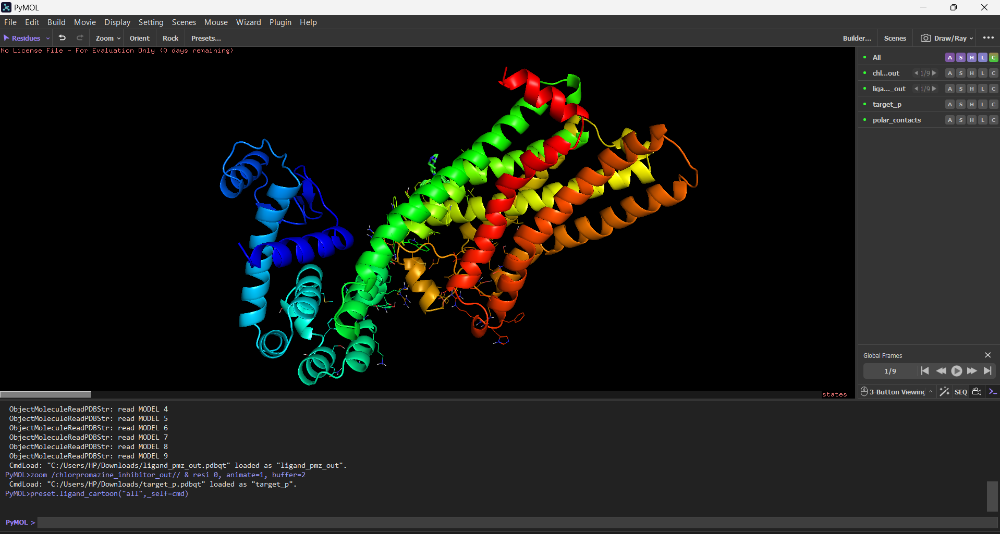 PyMOL
File Edit Build Movie Display Setting Scenes Mouse Wizard Plugin Help
Residues Zoom Orient Rock Presets... Builder... Scenes Draw/Ray
No License File - For Evaluation Only (0 days remaining)
All A S H L C
chl...out 1/9 A S H L C
liga..._out 1/9 A S H L C
target_p A S H L C
polar_contacts A S H L C
Global Frames
1/9
3-Button Viewing SEQ
states
ObjectMoleculeReadPDBStr: read MODEL 4
ObjectMoleculeReadPDBStr: read MODEL 5
ObjectMoleculeReadPDBStr: read MODEL 6
ObjectMoleculeReadPDBStr: read MODEL 7
ObjectMoleculeReadPDBStr: read MODEL 8
ObjectMoleculeReadPDBStr: read MODEL 9
CmdLoad: "C:/Users/HP/Downloads/ligand_pmz_out.pdbqt" loaded as "ligand_pmz_out".
PyMOL>zoom /chlorpromazine_inhibitor_out// & resi 0, animate=1, buffer=2
CmdLoad: "C:/Users/HP/Downloads/target_p.pdbqt" loaded as "target_p".
PyMOL>preset.ligand_cartoon("all",_self=cmd)
PyMOL >